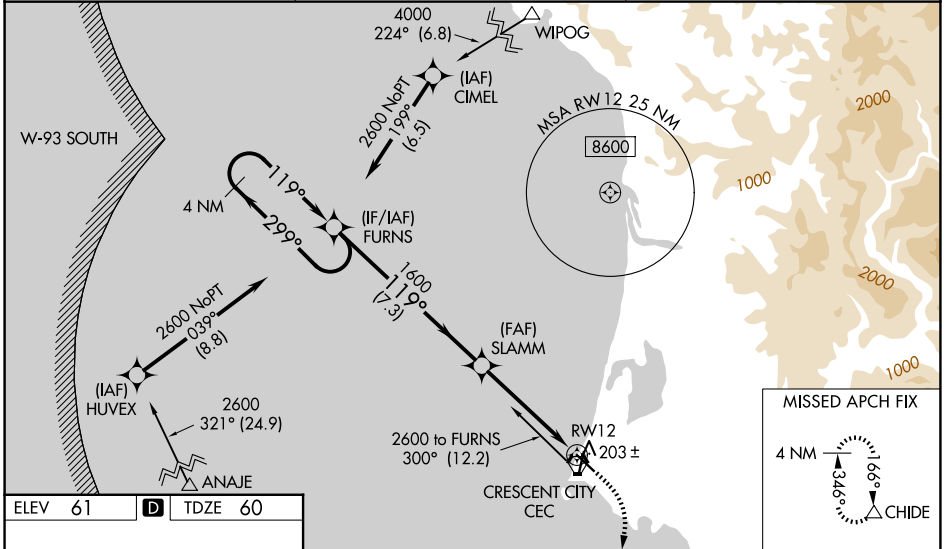 4000
224° (6.8)
WIPOG
(IAF)
CIMEL
2600 NoPT
199°
(6.5)
W-93 SOUTH
MSA RW12 25 NM
8600
2000
1000
2000
1000
4 NM
119°
299°
(IF/IAF)
FURNS
1600
119°
(7.3)
2600 NoPT
039°
(8.8)
(FAF)
SLAMM
(IAF)
HUVEX
2600
321° (24.9)
ANAJE
2600 to FURNS
300° (12.2)
RW12
203 ±
CRESCENT CITY
CEC
MISSED APCH FIX
4 NM
346°
166°
CHIDE
ELEV 61 D TDZE 60